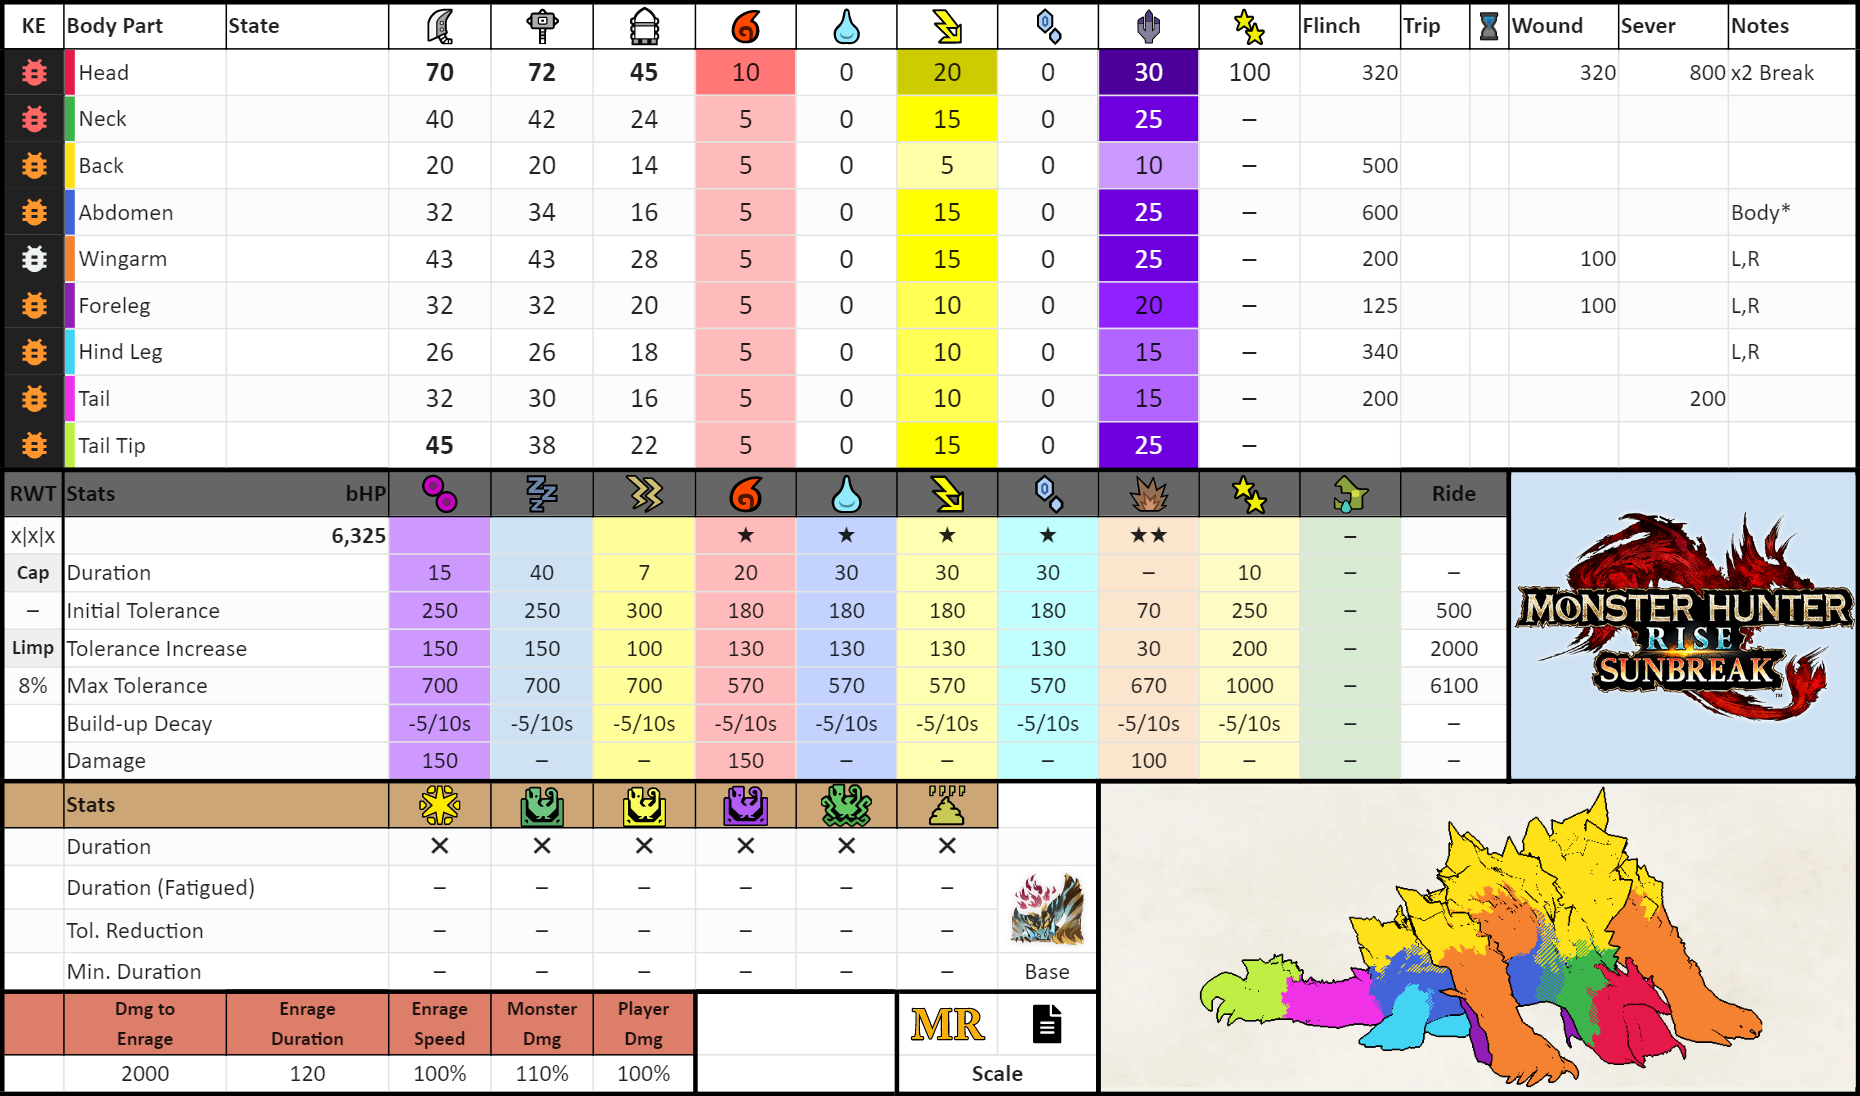 KE Body Part State Flinch Trip Wound Sever Notes
Head 70 72 45 10 0 20 0 30 100 320 320 800 x2 Break
Neck 40 42 24 5 0 15 0 25 –
Back 20 20 14 5 0 5 0 10 – 500
Abdomen 32 34 16 5 0 15 0 25 – 600 Body*
Wingarm 43 43 28 5 0 15 0 25 – 200 100 L,R
Foreleg 32 32 20 5 0 10 0 20 – 125 100 L,R
Hind Leg 26 26 18 5 0 10 0 15 – 340 L,R
Tail 32 30 16 5 0 10 0 15 – 200 200
Tail Tip 45 38 22 5 0 15 0 25 –
RWT Stats bHP Ride
x|x|x 6,325 ★ ★ ★ ★ ★★ –
Cap Duration 15 40 7 20 30 30 30 – 10 – –
– Initial Tolerance 250 250 300 180 180 180 180 70 250 – 500
Limp Tolerance Increase 150 150 100 130 130 130 130 30 200 – 2000
8% Max Tolerance 700 700 700 570 570 570 570 670 1000 – 6100
Build-up Decay -5/10s -5/10s -5/10s -5/10s -5/10s -5/10s -5/10s -5/10s -5/10s – –
Damage 150 – – 150 – – – 100 – – –
MONSTER HUNTER
RISE
SUNBREAK
™
Stats
Duration ✕ ✕ ✕ ✕ ✕ ✕
Duration (Fatigued) – – – – – –
Tol. Reduction – – – – – –
Min. Duration – – – – – – Base
Dmg to Enrage Enrage Duration Enrage Speed Monster Dmg Player Dmg MR
2000 120 100% 110% 100% Scale